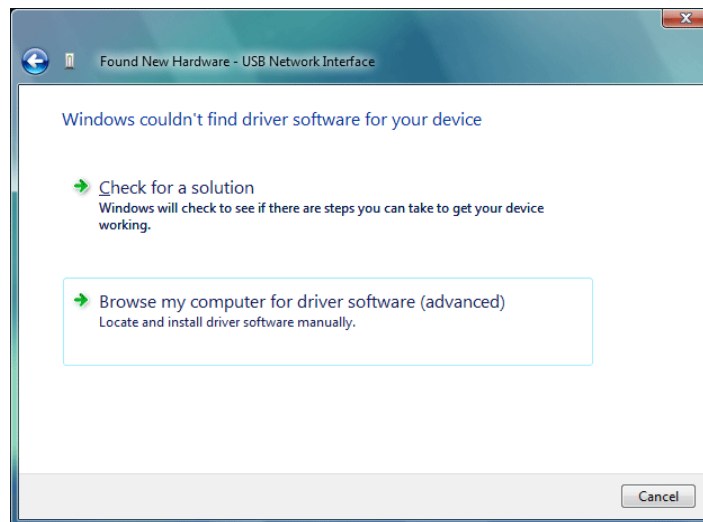 Found New Hardware - USB Network Interface
Windows couldn't find driver software for your device
Check for a solution
Windows will check to see if there are steps you can take to get your device
working.
Browse my computer for driver software (advanced)
Locate and install driver software manually.
Cancel